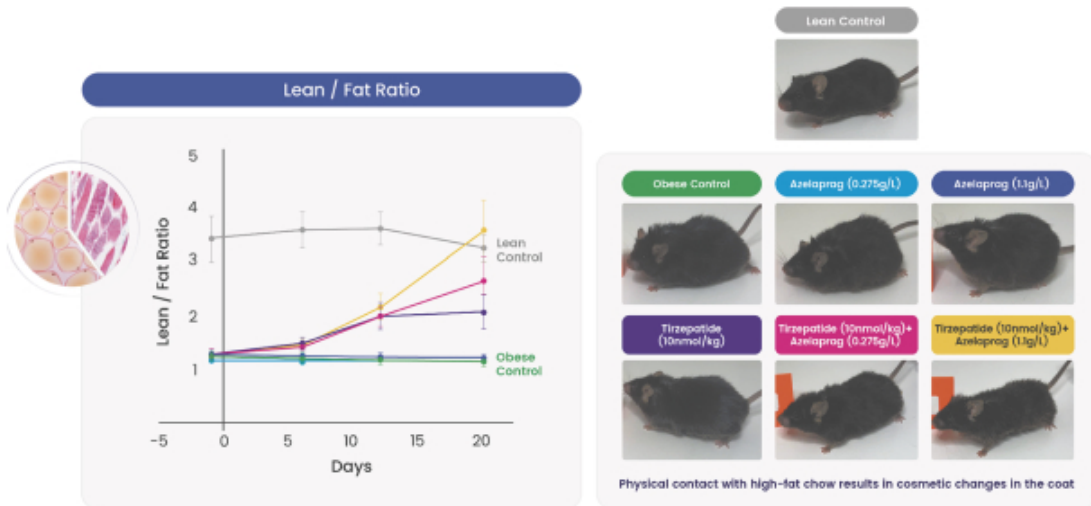 Lean Control
Lean / Fat Ratio
5
4
3
2
1
Lean / Fat Ratio
Lean
Control
Obese
Control
-5
0
5
10
15
20
Days
Obese Control
Azelaprag (0.275g/L)
Azelaprag (1.1g/L)
Tirzepatide
(10nmol/kg)
Tirzepatide (10nmol/kg)+
Azelaprag (0.275g/L)
Tirzepatide (10nmol/kg)+
Azelaprag (1.1g/L)
Physical contact with high-fat chow results in cosmetic changes in the coat